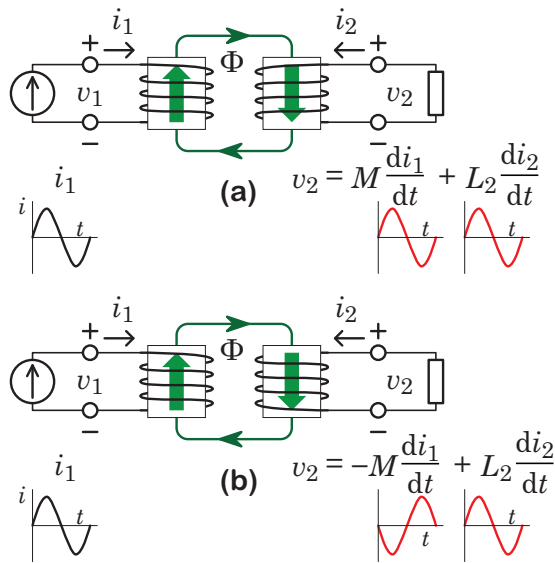 i₁ i₂
+ Φ +
v₁ v₂
− −
i₁ (a) v₂ = M di₁/dt + L₂ di₂/dt
i t t t
i₁ i₂
+ Φ +
v₁ v₂
− −
i₁ (b) v₂ = −M di₁/dt + L₂ di₂/dt
i t t t